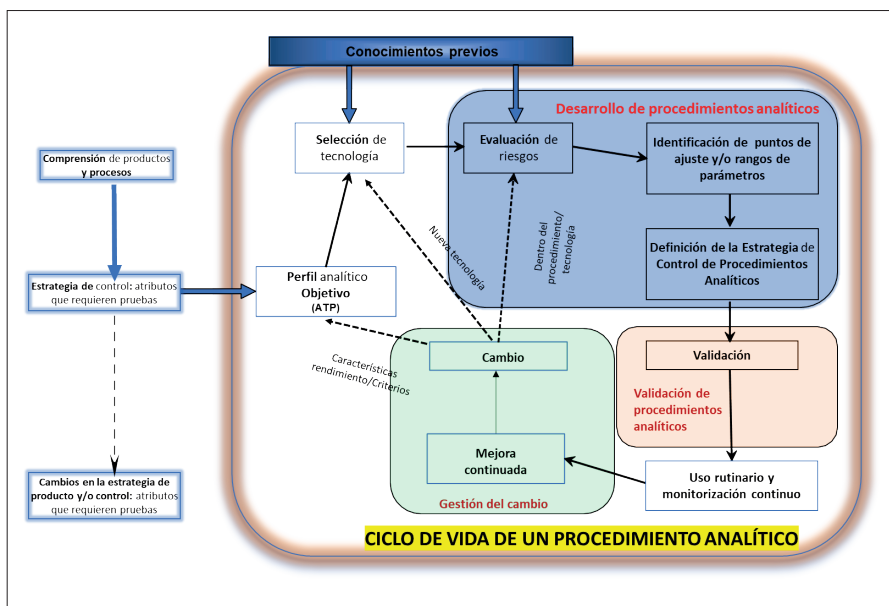 Conocimientos previos
Desarrollo de procedimientos analíticos
Selección de
tecnología
Evaluación de
riesgos
Identificación de puntos de
ajuste y/o rangos de
parámetros
Comprensión de productos
y procesos
Nueva tecnología
Dentro del
procedimiento/
tecnología
Definición de la Estrategia de
Control de Procedimientos
Analíticos
Estrategia de control: atributos
que requieren pruebas
Perfil analítico
Objetivo
(ATP)
Características
rendimiento/Criterios
Cambio
Validación
Validación de
procedimientos
analíticos
Mejora
continuada
Uso rutinario y
monitorización continuo
Cambios en la estrategia de
producto y/o control: atributos
que requieren pruebas
Gestión del cambio
CICLO DE VIDA DE UN PROCEDIMIENTO ANALÍTICO